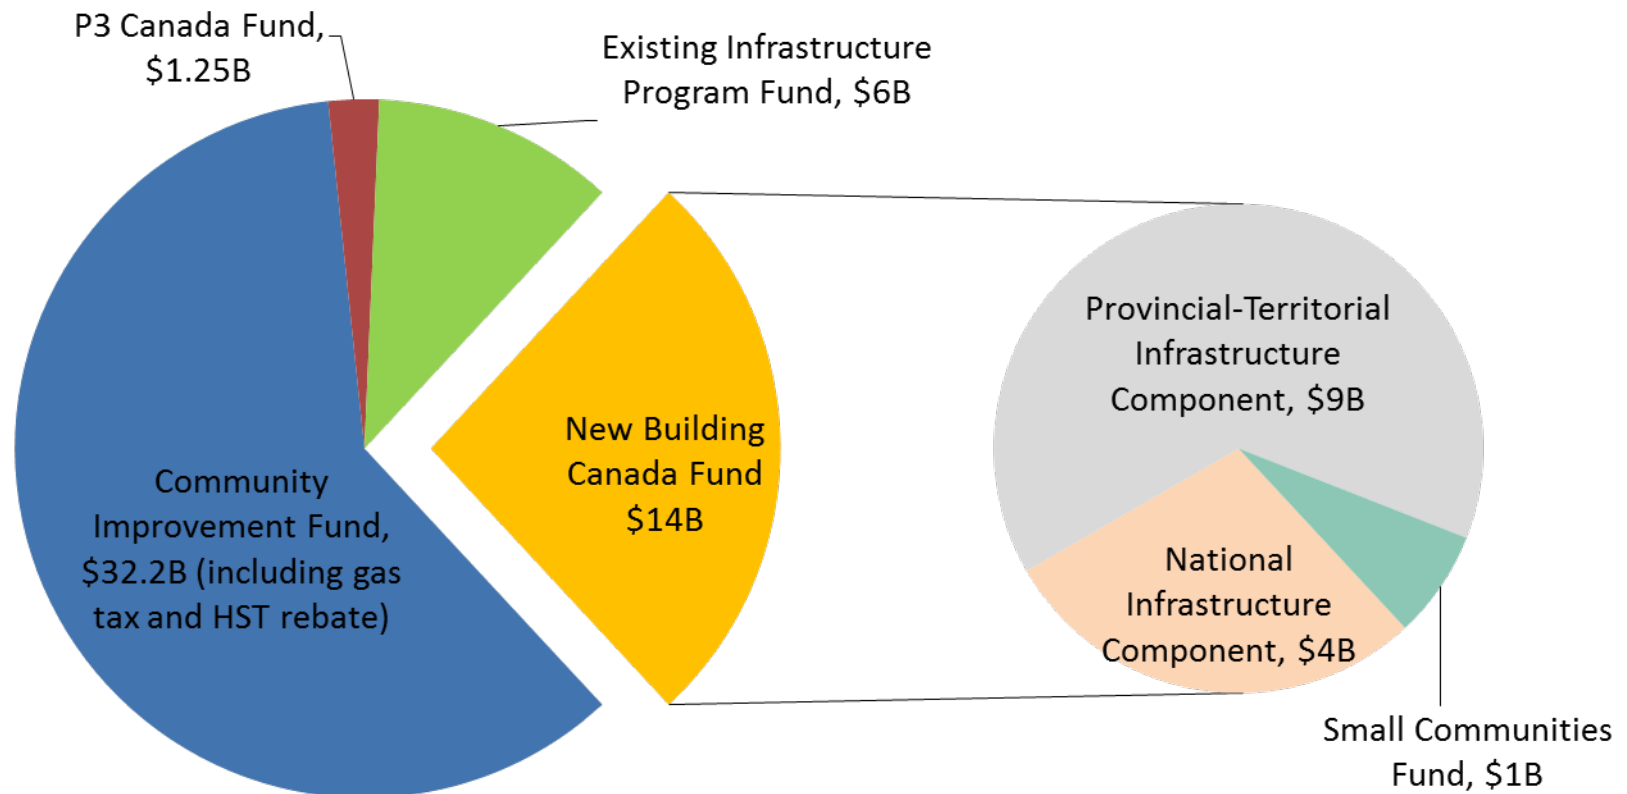 P3 Canada Fund,
$1.25B
Existing Infrastructure
Program Fund, $6B
Community
Improvement Fund,
$32.2B (including gas
tax and HST rebate)
New Building
Canada Fund
$14B
Provincial-Territorial
Infrastructure
Component, $9B
National
Infrastructure
Component, $4B
Small Communities
Fund, $1B